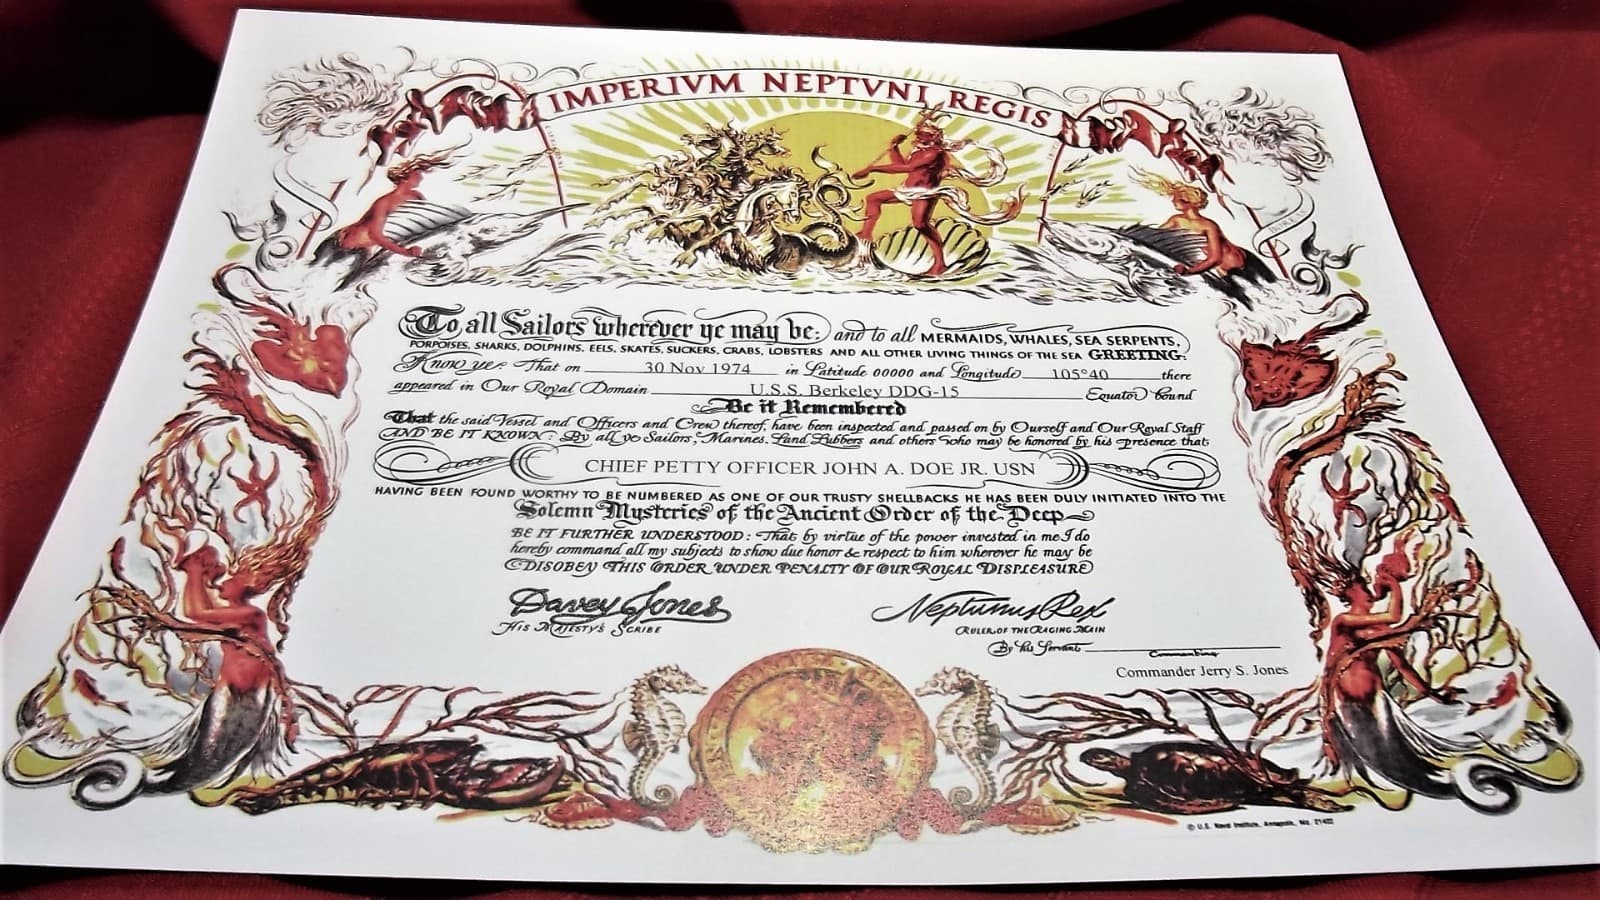 IMPERIVM NEPTVNI REGIS
To all Sailors wherever ye may be: and to all MERMAIDS, WHALES, SEA SERPENTS,
PORPOISES, SHARKS, DOLPHINS, EELS, SKATES, SUCKERS, CRABS, LOBSTERS AND ALL OTHER LIVING THINGS OF THE SEA GREETING:
Know ye: That on 30 Nov 1974 in Latitude 00000 and Longitude 105°40 there
appeared in Our Royal Domain U.S.S. Berkeley DDG-15 Equator bound
Be it Remembered
That the said Vessel and Officers and Crew thereof, have been inspected and passed on by Ourself and Our Royal Staff
AND BE IT KNOWN: By all ye Sailors, Marines, Land Lubbers and others who may be honored by his presence that
CHIEF PETTY OFFICER JOHN A. DOE JR. USN
HAVING BEEN FOUND WORTHY TO BE NUMBERED AS ONE OF OUR TRUSTY SHELLBACKS HE HAS BEEN DULY INITIATED INTO THE
Solemn Mysteries of the Ancient Order of the Deep
BE IT FURTHER UNDERSTOOD: That by virtue of the power invested in me I do
hereby command all my subjects to show due honor & respect to him wherever he may be
DISOBEY THIS ORDER UNDER PENALTY OF OUR ROYAL DISPLEASURE
Davey Jones Neptunus Rex
HIS MAJESTY'S SCRIBE RULER OF THE RAGING MAIN
By His Servant
Commanding
Commander Jerry S. Jones
© U.S. Naval Institute, Annapolis, Md. 21402